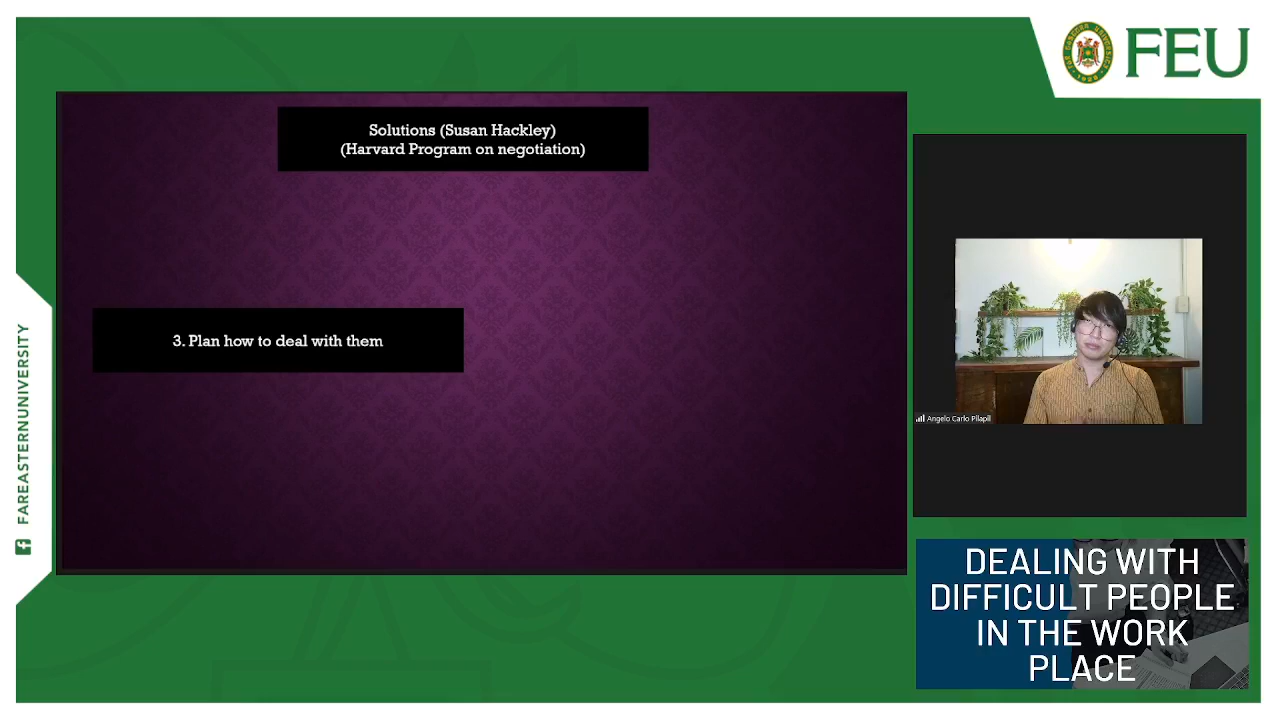 FEU
Solutions (Susan Hackley)
(Harvard Program on negotiation)
3. Plan how to deal with them
Angelo Carlo Pilapil
FAREASTERNUNIVERSITY
DEALING WITH
DIFFICULT PEOPLE
IN THE WORK
PLACE